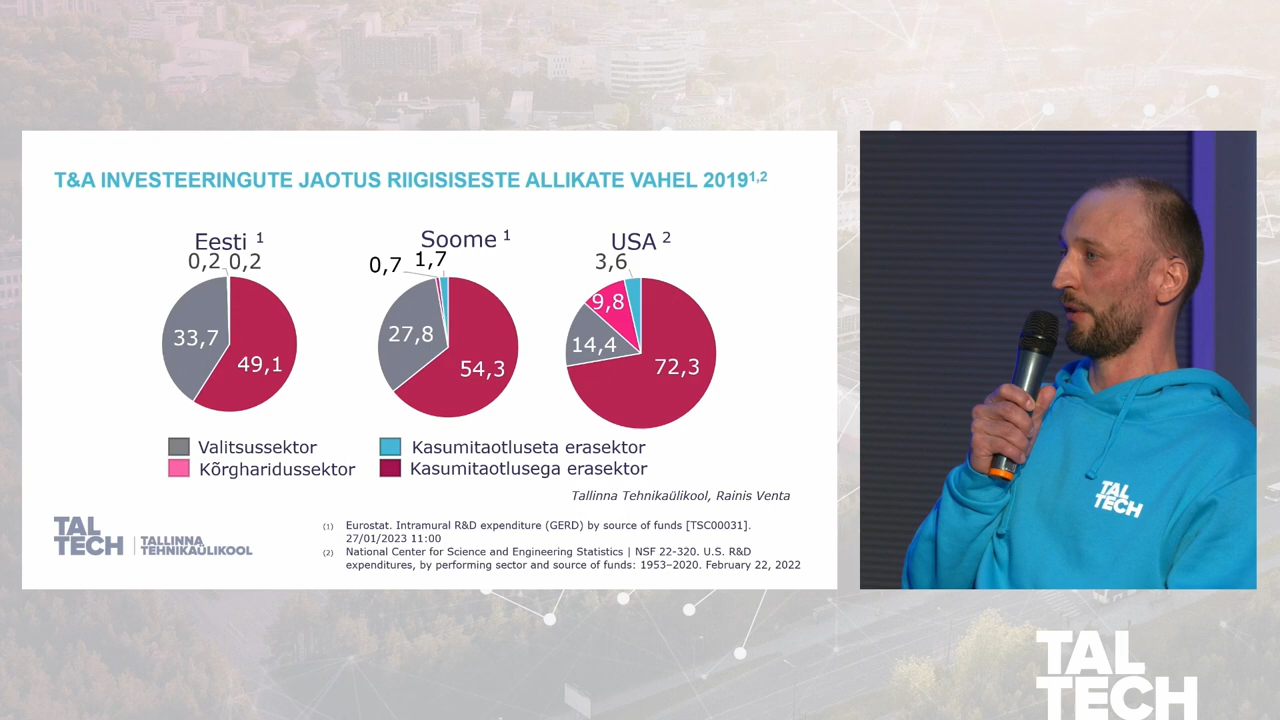 T&A INVESTEERINGUTE JAOTUS RIIGISISESTE ALLIKATE VAHEL 2019¹,²
Eesti ¹
0,2 0,2
33,7
49,1
Soome ¹
0,7
1,7
27,8
54,3
USA ²
3,6
9,8
14,4
72,3
Valitsussektor
Kasumitaotluseta erasektor
Kõrgharidussektor
Kasumitaotlusega erasektor
Tallinna Tehnikaülikool, Rainis Venta
TAL
TECH
TALLINNA
TEHNIKAÜLIKOOL
(1) Eurostat. Intramural R&D expenditure (GERD) by source of funds [TSC00031].
27/01/2023 11:00
(2) National Center for Science and Engineering Statistics | NSF 22-320. U.S. R&D
expenditures, by performing sector and source of funds: 1953–2020. February 22, 2022
TAL
TECH
TAL
TECH